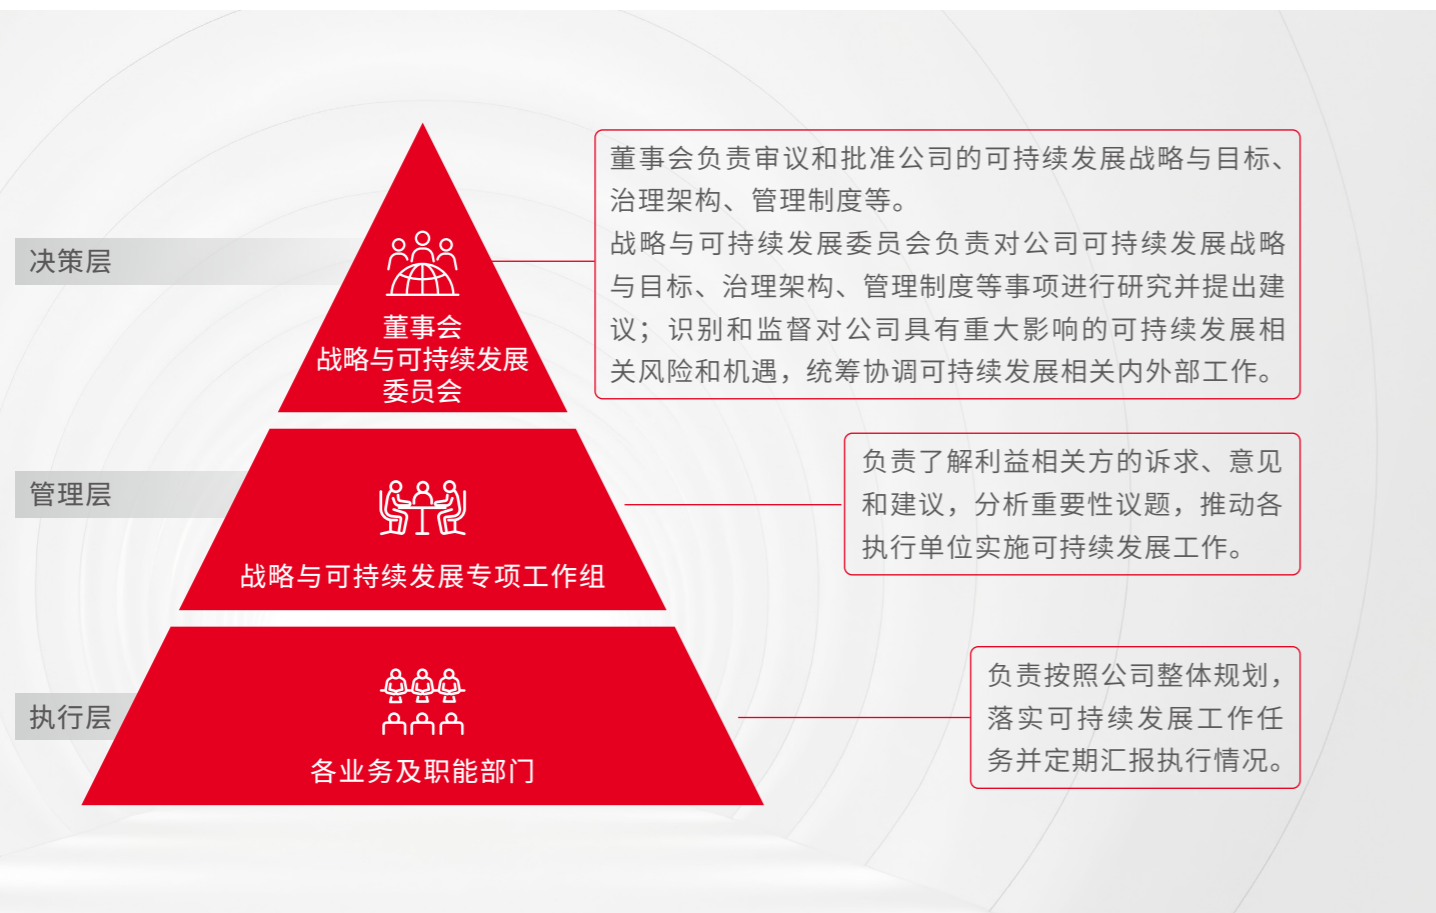 决策层
董事会
战略与可持续发展
委员会
董事会负责审议和批准公司的可持续发展战略与目标、
治理架构、管理制度等。
战略与可持续发展委员会负责对公司可持续发展战略
与目标、治理架构、管理制度等事项进行研究并提出建
议；识别和监督对公司具有重大影响的可持续发展相
关风险和机遇，统筹协调可持续发展相关内外部工作。
管理层
战略与可持续发展专项工作组
负责了解利益相关方的诉求、意见
和建议，分析重要性议题，推动各
执行单位实施可持续发展工作。
执行层
各业务及职能部门
负责按照公司整体规划，
落实可持续发展工作任
务并定期汇报执行情况。